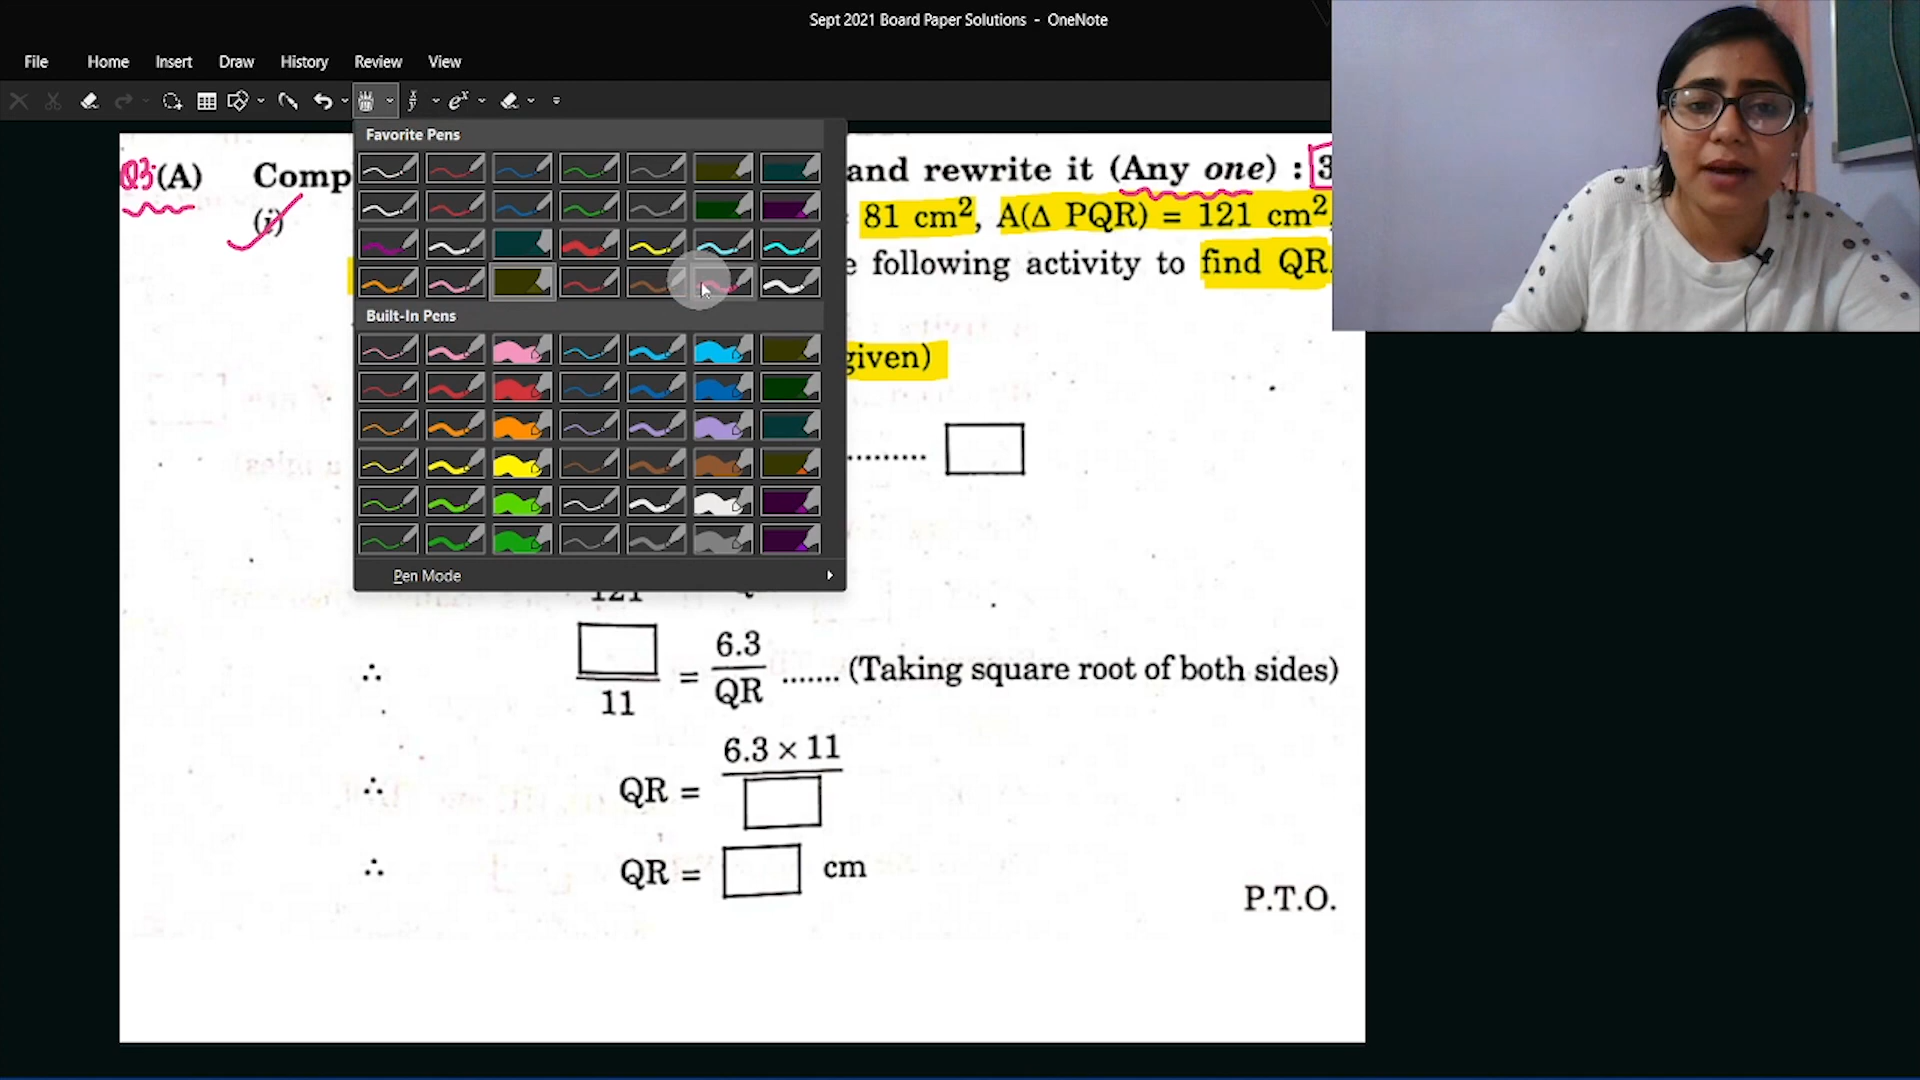 Sept 2021 Board Paper Solutions - OneNote
File Home Insert Draw History Review View
Favorite Pens
Built-In Pens
Pen Mode
Q3 (A) Comp and rewrite it (Any one) : 3
(i) = 81 cm², A(Δ PQR) = 121 cm²,
e following activity to find QR.
given)
.........
121
∴ □/11 = 6.3/QR ....... (Taking square root of both sides)
∴ QR = 6.3 × 11/□
∴ QR = □ cm
P.T.O.